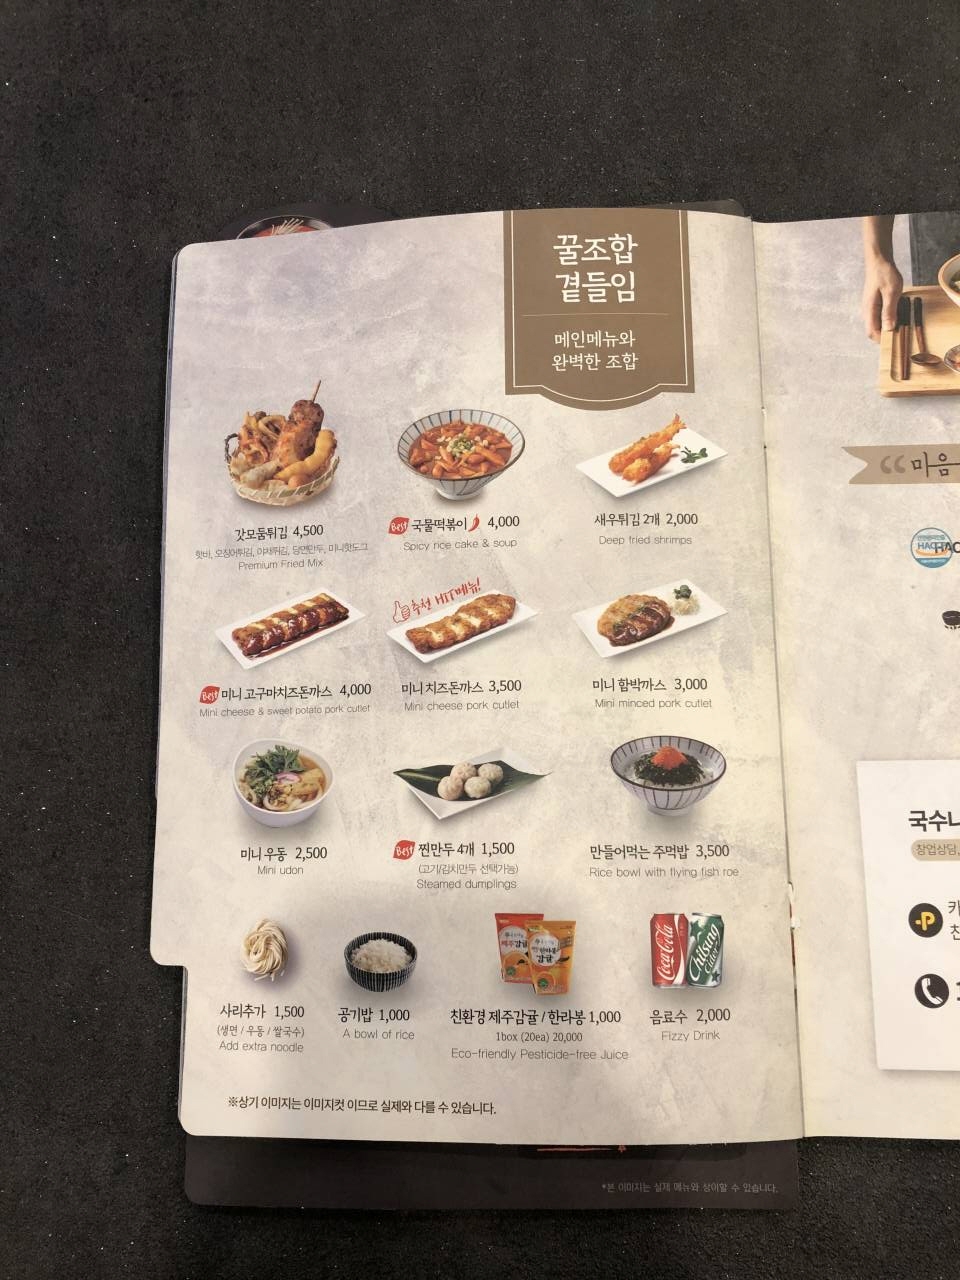 꿀조합
곁들임
메인메뉴와
완벽한 조합
갓모둠튀김 4,500
핫바, 오징어튀김, 야채튀김, 당면만두, 미니핫도그
Premium Fried Mix
Best 국물떡볶이 4,000
Spicy rice cake & soup
새우튀김 2개 2,000
Deep fried shrimps
Best 미니 고구마치즈돈까스 4,000
Mini cheese & sweet potato pork cutlet
추천 HIT메뉴!
미니 치즈돈까스 3,500
Mini cheese pork cutlet
미니 함박까스 3,000
Mini minced pork cutlet
미니 우동 2,500
Mini udon
Best 찐만두 4개 1,500
(고기/김치만두 선택가능)
Steamed dumplings
만들어먹는 주먹밥 3,500
Rice bowl with flying fish roe
사리추가 1,500
(생면 / 우동 / 쌀국수)
Add extra noodle
공기밥 1,000
A bowl of rice
제주감귤
감귤
친환경 제주감귤 / 한라봉 1,000
1box (20ea) 20,000
Eco-friendly Pesticide-free Juice
Coca-Cola
Chilsung
Cider
음료수 2,000
Fizzy Drink
※상기 이미지는 이미지컷 이므로 실제와 다를 수 있습니다.
*본 이미지는 실제 메뉴와 상이할 수 있습니다.
“마음
HACCP
국수나
창업상담,
P